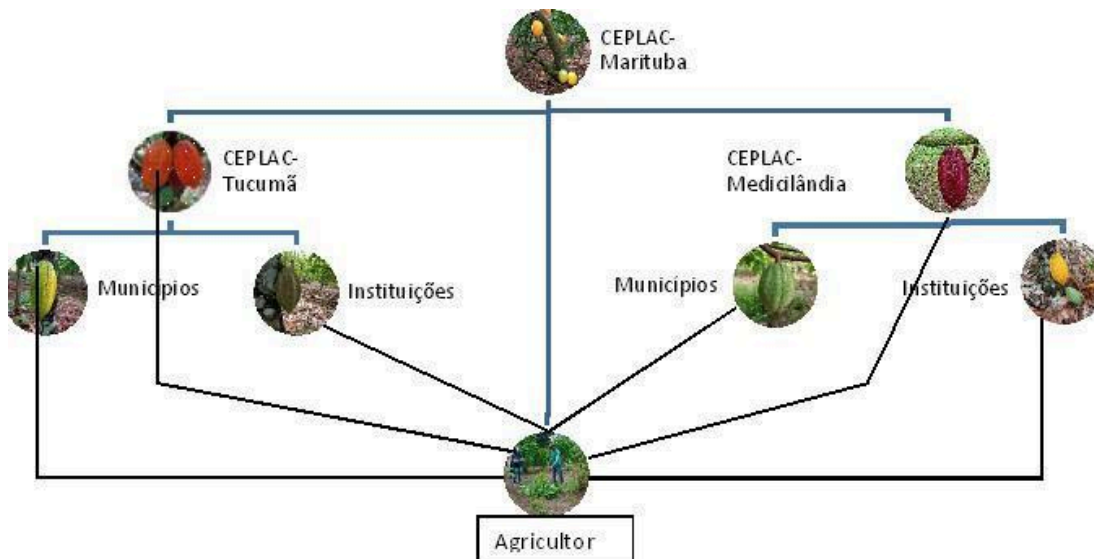 CEPLAC-
Marituba
CEPLAC-
Tucumã
CEPLAC-
Medicilândia
Municípios
Instituições
Municípios
Instituições
Agricultor